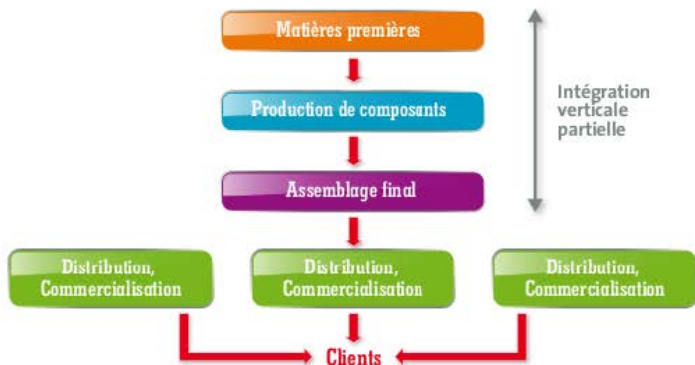 Matières premières
Production de composants
Intégration
verticale
partielle
Assemblage final
Distribution,
Commercialisation
Distribution,
Commercialisation
Distribution,
Commercialisation
Clients